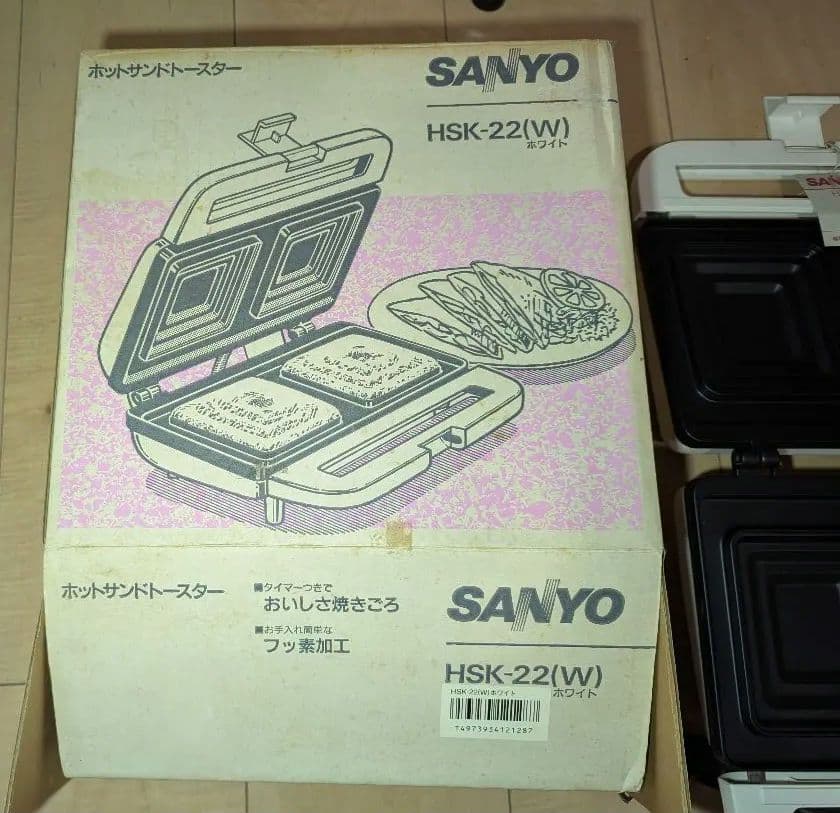 ホットサンドトースター
SANYO
HSK-22(W)
ホワイト
SAN
ホットサンドトースター
■タイマーつきで
おいしさ焼きごろ
■お手入れ簡単な
フッ素加工
SANYO
HSK-22(W)
ホワイト
HSK-22(W)ホワイト
T4973934121287